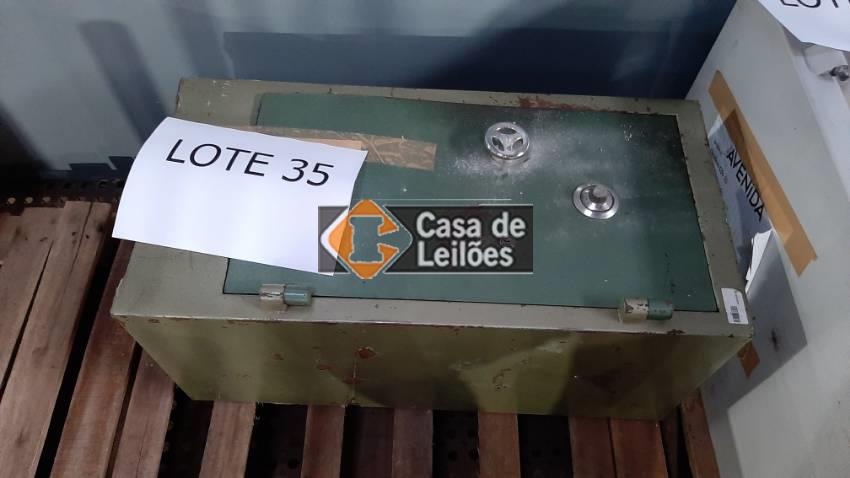 LOTE 35
Casa de
Leilões
AVENIDA